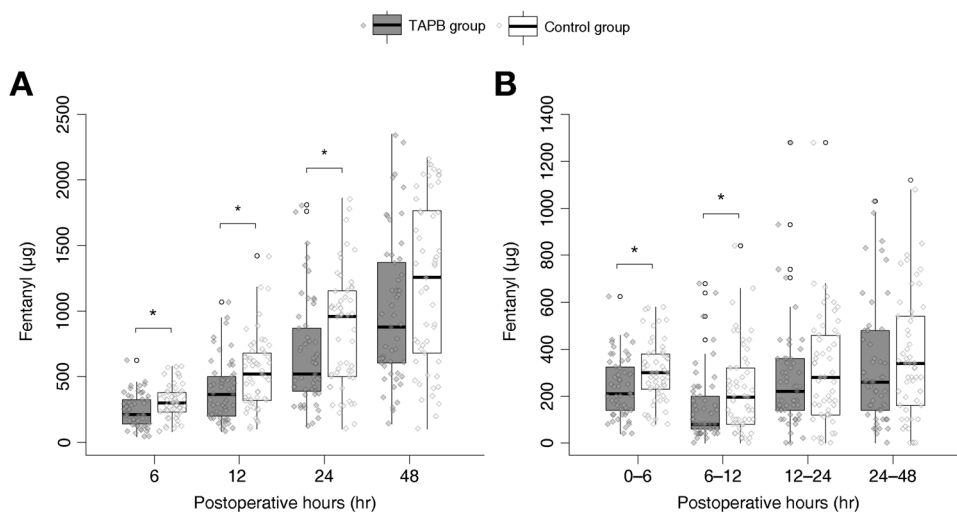 TAPB group Control group
A
B
Fentanyl (µg)
0 500 1000 1500 2000 2500
* * *
6 12 24 48
Postoperative hours (hr)
Fentanyl (µg)
0 200 400 600 800 1000 1200 1400
* *
0–6 6–12 12–24 24–48
Postoperative hours (hr)